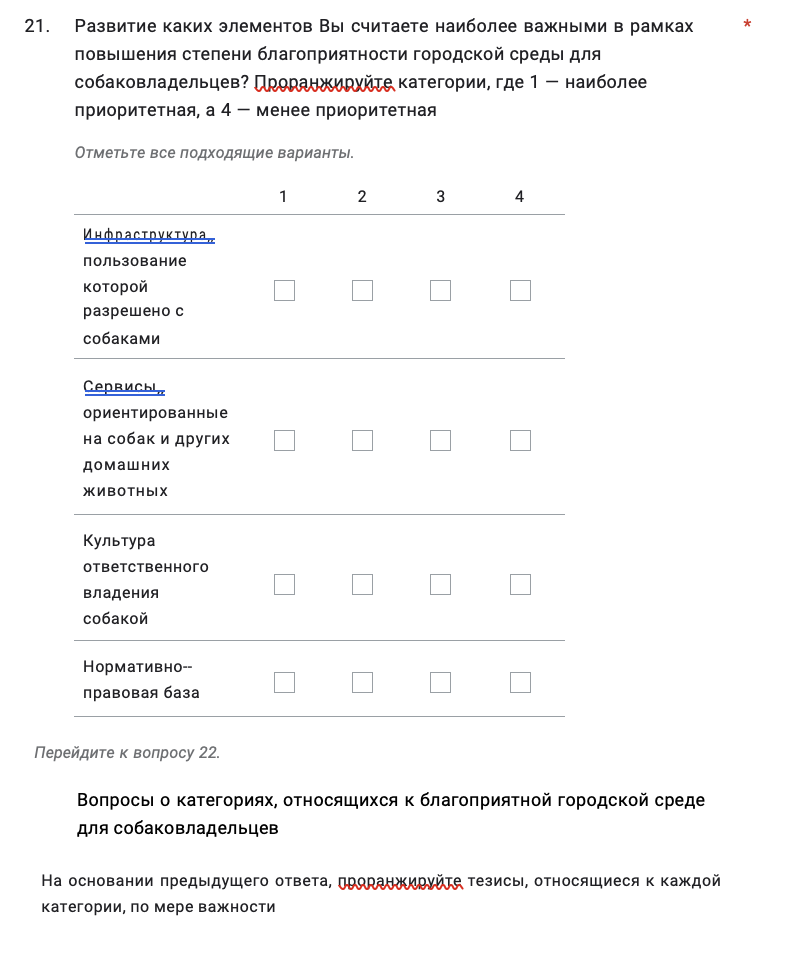 21. Развитие каких элементов Вы считаете наиболее важными в рамках *
повышения степени благоприятности городской среды для
собаковладельцев? Проранжируйте категории, где 1 — наиболее
приоритетная, а 4 — менее приоритетная
Отметьте все подходящие варианты.
1 2 3 4
Инфраструктура,,
пользование
которой
разрешено с
собаками
Сервисы,,
ориентированные
на собак и других
домашних
животных
Культура
ответственного
владения
собакой
Нормативно--
правовая база
Перейдите к вопросу 22.
Вопросы о категориях, относящихся к благоприятной городской среде
для собаковладельцев
На основании предыдущего ответа, проранжируйте тезисы, относящиеся к каждой
категории, по мере важности